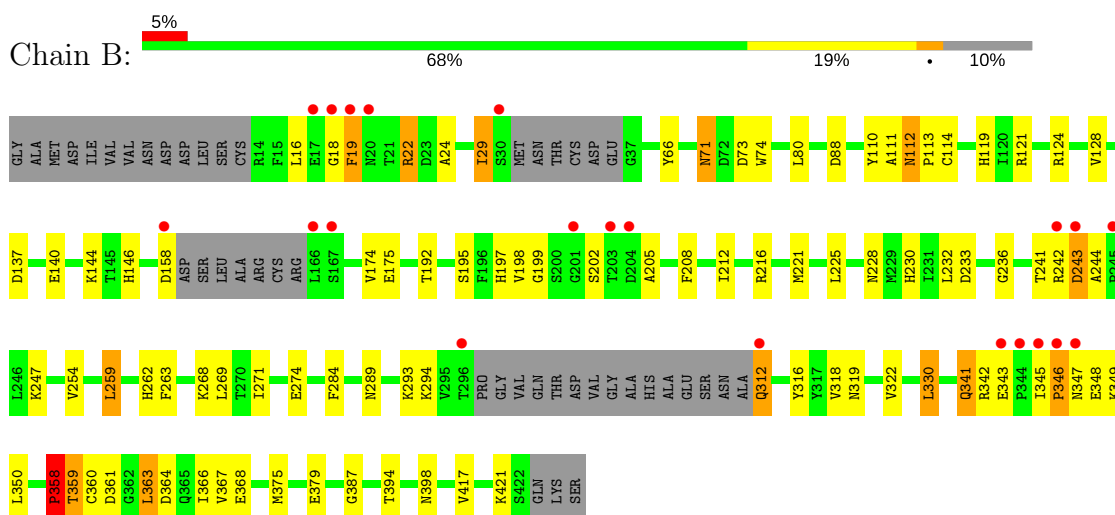 5%
Chain B:
68% 19% • 10%
GLY ALA MET ASP ILE VAL VAL ASN ASP ASP LEU SER CYS R14 F15 L16 E17 G18 F19 N20 T21 R22 D23 A24 I29 S30 MET ASN THR CYS ASP GLU G37 Y66 N71 D72 D73 W74 L80 D88 Y110 A111 N112 P113 C114 H119 I120 R121 R124 V128
D137 E140 K144 T145 H146 D158 ASP SER LEU ALA ARG CYS ARG L166 S167 V174 E175 T192 S195 F196 H197 V198 G199 S200 G201 S202 T203 D204 A205 F208 I212 R216 M221 L225 N228 M229 H230 I231 L232 D233 G236 T241 R242 D243 A244 P245
L246 K247 V254 L259 H262 F263 K268 L269 T270 I271 E274 F284 N289 K293 K294 V295 T296 PRO GLY VAL GLN THR ASP VAL GLY ALA HIS ALA GLU SER ASN ALA Q312 Y316 Y317 V318 N319 V322 L330 Q341 R342 E343 P344 I345 P346 N347 E348 K349
L350 P358 T359 C360 D361 G362 L363 D364 Q365 I366 V367 E368 M375 E379 G387 T394 N398 V417 K421 S422 GLN LYS SER